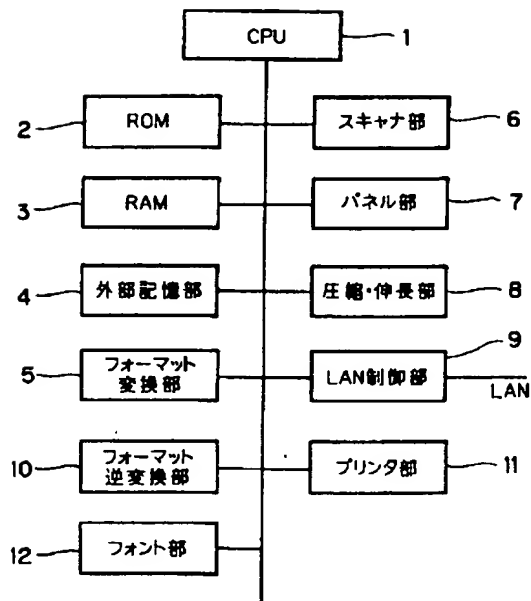 CPU
1
2
ROM
スキャナ部
6
3
RAM
パネル部
7
4
外部記憶部
圧縮・伸長部
8
5
フォーマット
変換部
LAN制御部
9
LAN
10
フォーマット
逆変換部
プリンタ部
11
12
フォント部